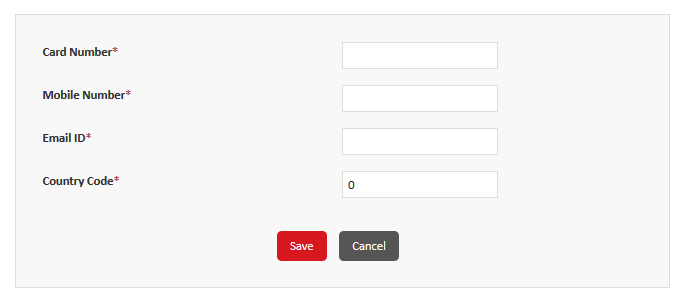 Card Number*
Mobile Number*
Email ID*
Country Code*
0
Save Cancel